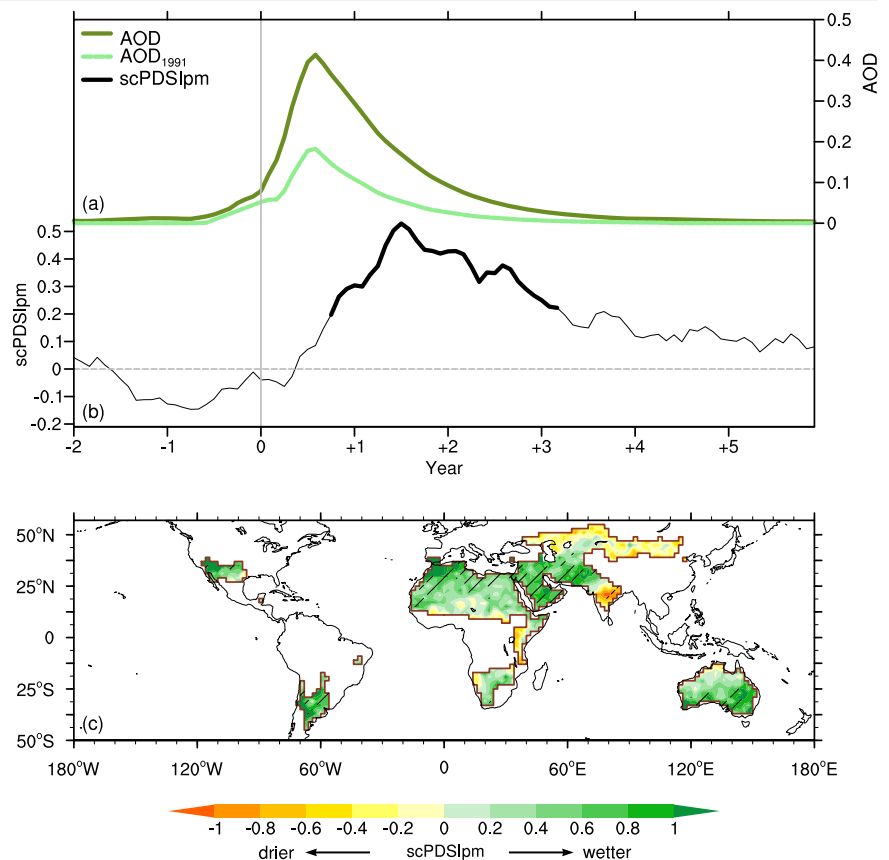 AOD
AOD1991
scPDSIpm
(a)
0.5
0.4
0.3
0.2
0.1
0
AOD
0.5
0.4
0.3
0.2
0.1
0
-0.1
-0.2
scPDSIpm
(b)
-2 -1 0 +1 +2 +3 +4 +5
Year
50°N
25°N
0
25°S
50°S
(c)
180°W 120°W 60°W 0 60°E 120°E 180°E
-1 -0.8 -0.6 -0.4 -0.2 0 0.2 0.4 0.6 0.8 1
drier scPDSIpm wetter